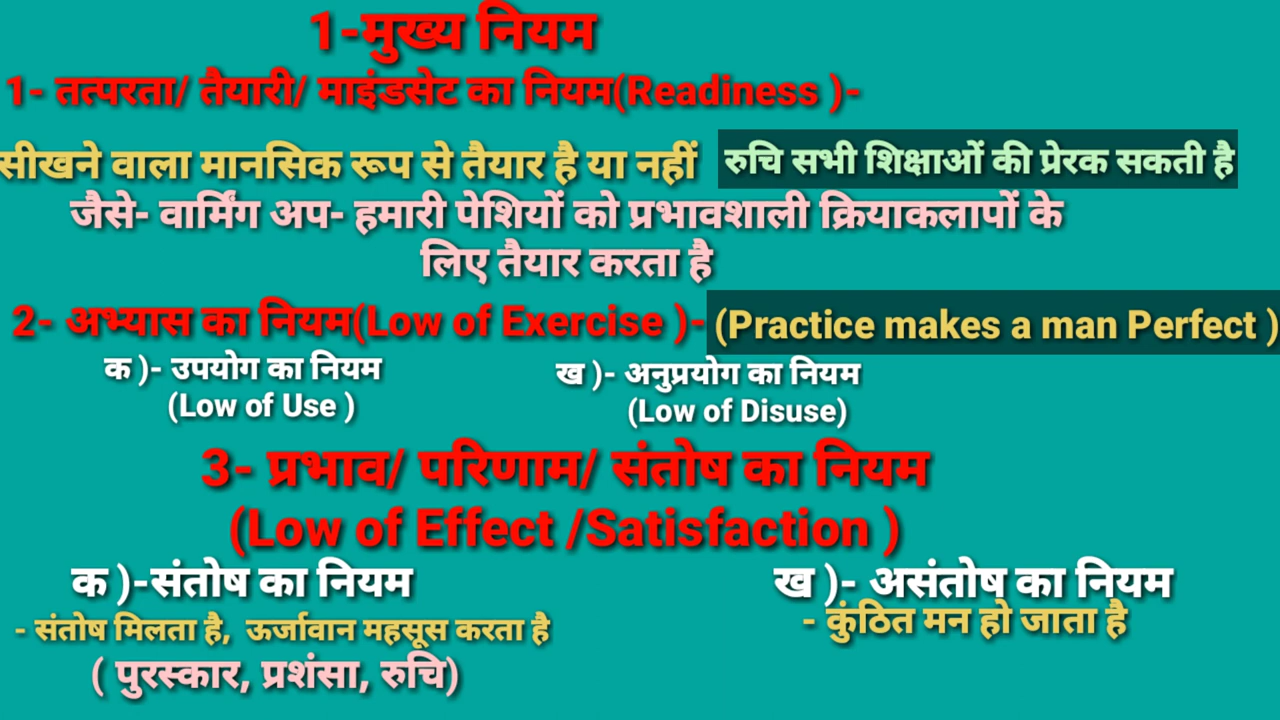 1-मुख्य नियम
1- तत्परता/ तैयारी/ माइंडसेट का नियम(Readiness )-
सीखने वाला मानसिक रूप से तैयार है या नहीं रुचि सभी शिक्षाओं की प्रेरक सकती है
जैसे- वार्मिंग अप- हमारी पेशियों को प्रभावशाली क्रियाकलापों के
लिए तैयार करता है
2- अभ्यास का नियम(Low of Exercise )- (Practice makes a man Perfect )
क )- उपयोग का नियम ख )- अनुप्रयोग का नियम
(Low of Use ) (Low of Disuse)
3- प्रभाव/ परिणाम/ संतोष का नियम
(Low of Effect /Satisfaction )
क )-संतोष का नियम ख )- असंतोष का नियम
- संतोष मिलता है, ऊर्जावान महसूस करता है - कुंठित मन हो जाता है
( पुरस्कार, प्रशंसा, रुचि)